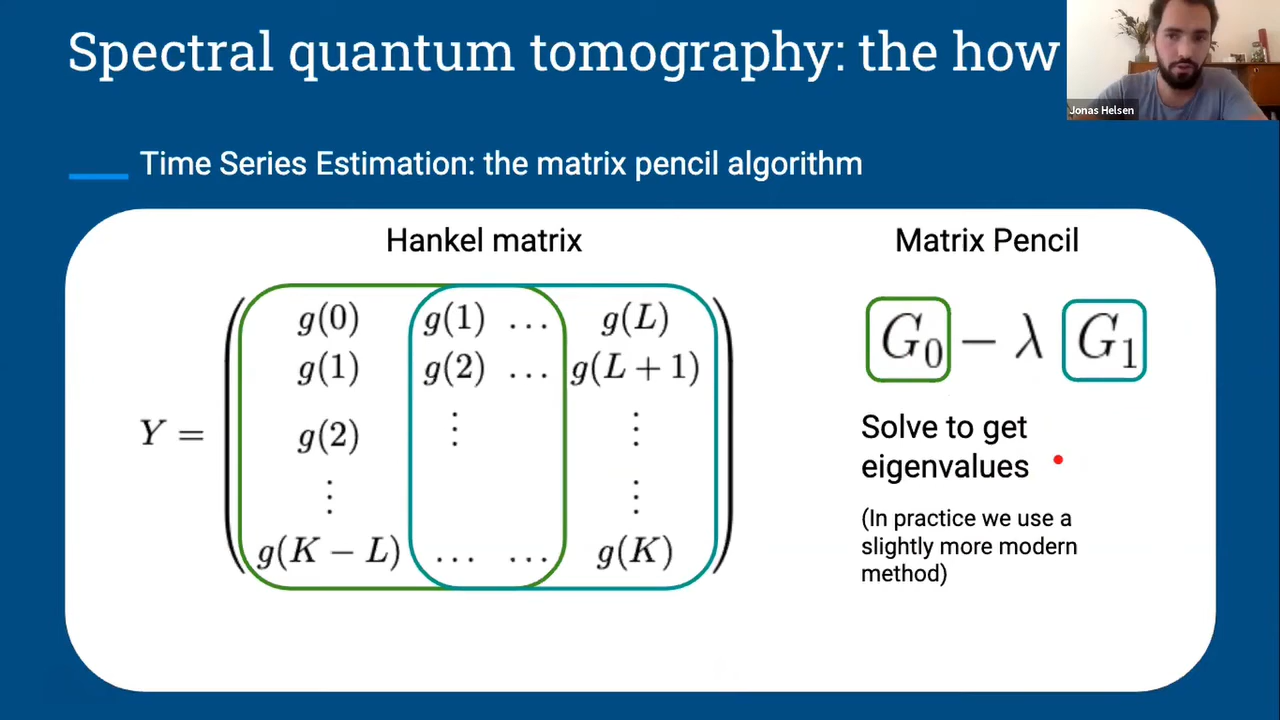 Spectral quantum tomography: the how
Jonas Helsen
Time Series Estimation: the matrix pencil algorithm
Hankel matrix
Matrix Pencil
Y =
g(0) g(1) … g(L)
g(1) g(2) … g(L + 1)
g(2) ⋮ ⋮
⋮ ⋮
g(K − L) … … g(K)
G₀ − λ G₁
Solve to get
eigenvalues
(In practice we use a
slightly more modern
method)